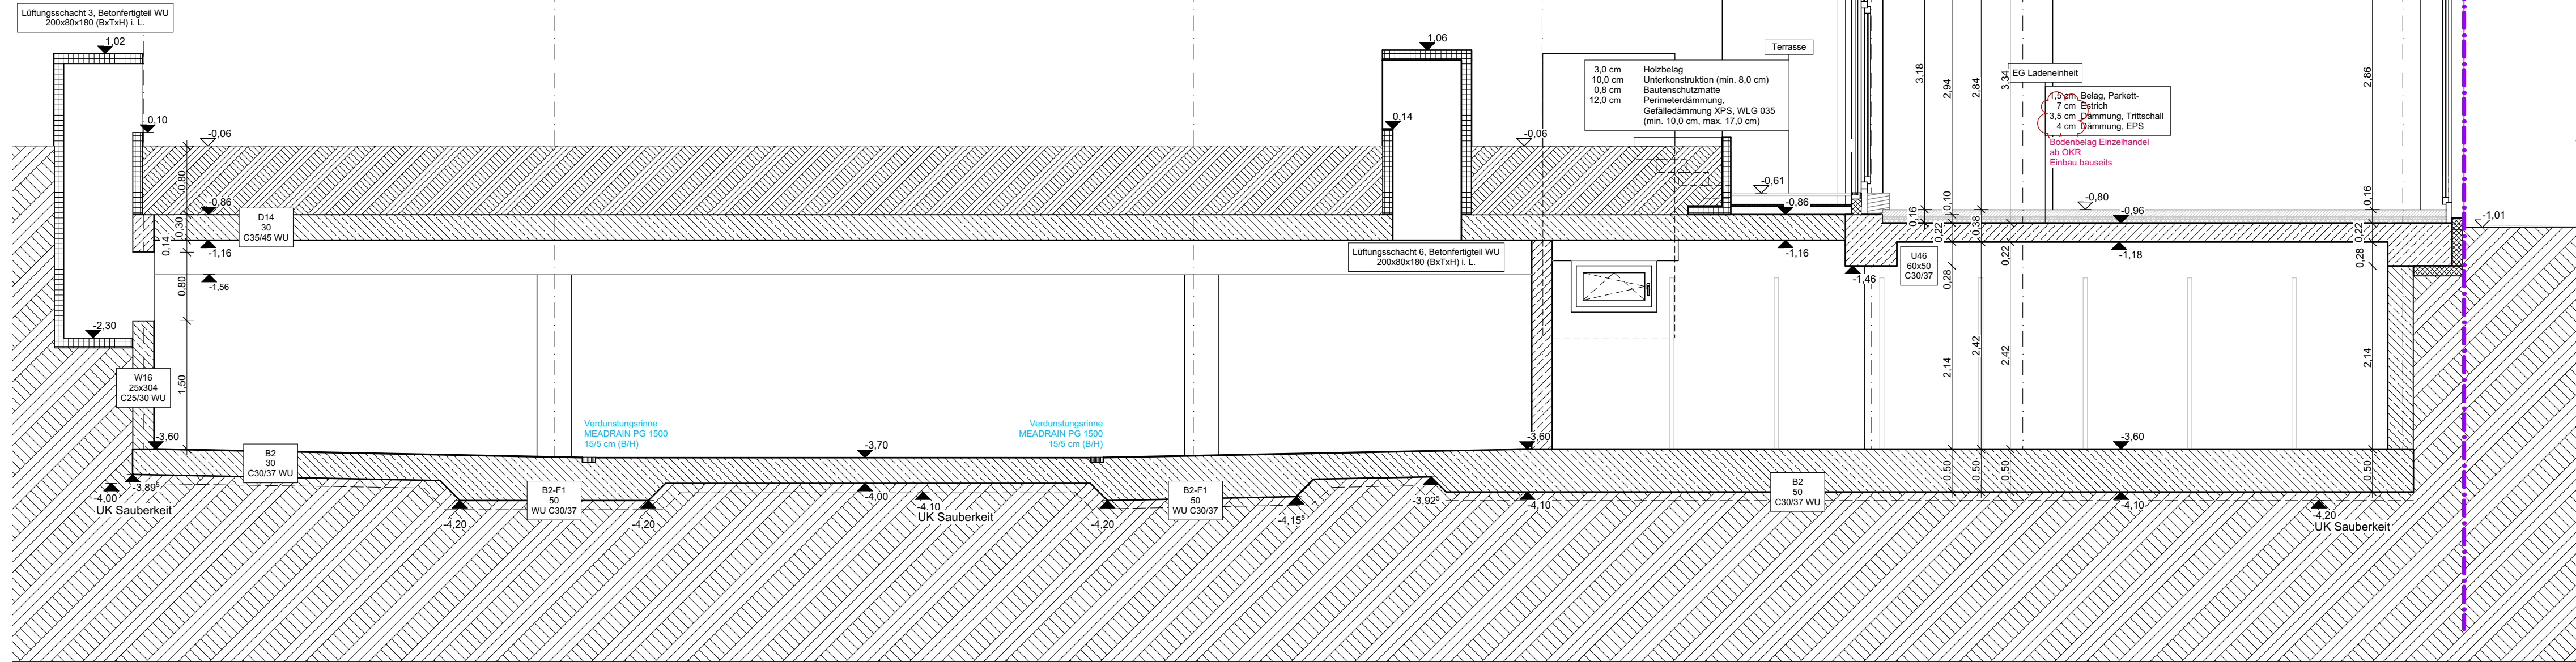 Lüftungsschacht 3, Betonfertigteil WU
200x80x180 (BxTxH) i. L.
1,02
0,10
-0,06
0,80
-0,86
0,30
0,14
-1,16
D14
30
C35/45 WU
-1,56
0,80
-2,30
W16
25x304
C25/30 WU
1,50
-3,60
B2
30
C30/37 WU
-3,89⁵
-4,00
UK Sauberkeit
-4,20
B2-F1
50
WU C30/37
-4,20
Verdunstungsrinne
MEADRAIN PG 1500
15/5 cm (B/H)
-3,70
-4,00
-4.10
UK Sauberkeit
Verdunstungsrinne
MEADRAIN PG 1500
15/5 cm (B/H)
-4,20
B2-F1
50
WU C30/37
-4,15⁵
-3,92⁵
1,06
0,14
-0,06
Lüftungsschacht 6, Betonfertigteil WU
200x80x180 (BxTxH) i. L.
-3,60
-4,10
Terrasse
3,0 cm Holzbelag
10,0 cm Unterkonstruktion (min. 8,0 cm)
0,8 cm Bautenschutzmatte
12,0 cm Perimeterdämmung,
Gefälledämmung XPS, WLG 035
(min. 10,0 cm, max. 17,0 cm)
-0,61
-0,86
-1,16
-1,46
U46
60x50
C30/37
B2
50
C30/37 WU
3,18
2,94
2,84
3,34
0,16
0,10
0,22
0,38
0,22
0,28
2,14
2,42
2,42
0,50
0,50
0,50
EG Ladeneinheit
1,5 cm Belag, Parkett-
7 cm Estrich
3,5 cm Dämmung, Trittschall
4 cm Dämmung, EPS
Bodenbelag Einzelhandel
ab OKR
Einbau bauseits
-0,80
-0,96
-1,18
-3,60
-4,10
-4,20
UK Sauberkeit
2,86
0,16
0,22
0,28
2,14
0,50
-1,01